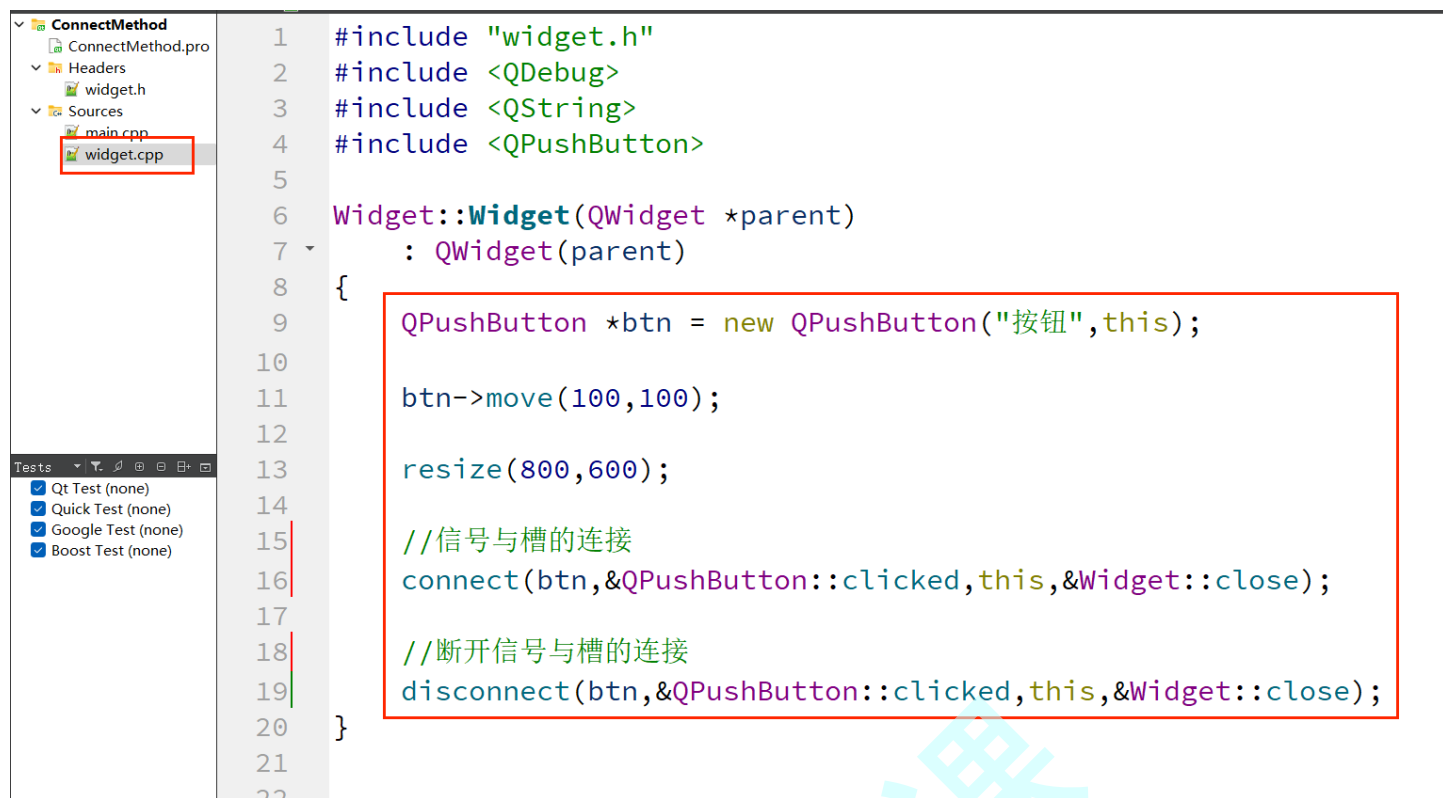 ConnectMethod
ConnectMethod.pro
Headers
widget.h
Sources
main.cpp
widget.cpp
Tests
Qt Test (none)
Quick Test (none)
Google Test (none)
Boost Test (none)
1 #include "widget.h"
2 #include <QDebug>
3 #include <QString>
4 #include <QPushButton>
5
6 Widget::Widget(QWidget *parent)
7 : QWidget(parent)
8 {
9 QPushButton *btn = new QPushButton("按钮",this);
10
11 btn->move(100,100);
12
13 resize(800,600);
14
15 //信号与槽的连接
16 connect(btn,&QPushButton::clicked,this,&Widget::close);
17
18 //断开信号与槽的连接
19 disconnect(btn,&QPushButton::clicked,this,&Widget::close);
20 }
21
22